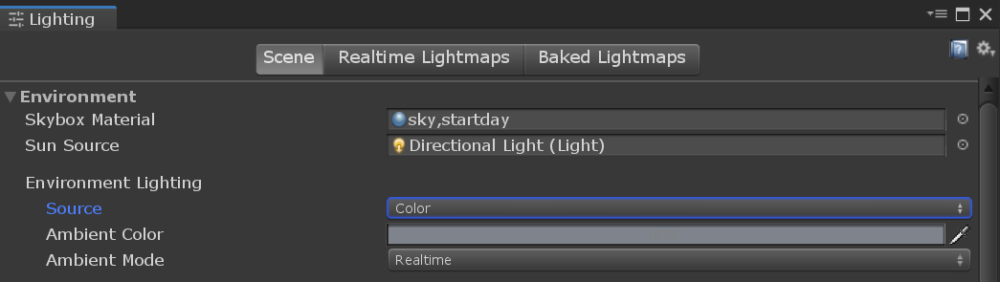 Lighting
Scene Realtime Lightmaps Baked Lightmaps
Environment
Skybox Material sky,startday
Sun Source Directional Light (Light)
Environment Lighting
Source Color
Ambient Color
Ambient Mode Realtime